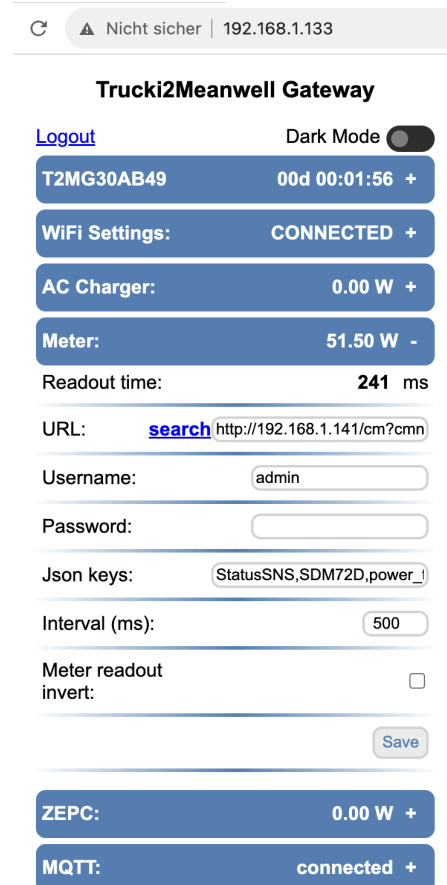 Nicht sicher 192.168.1.133
Trucki2Meanwell Gateway
Logout Dark Mode
T2MG30AB49 00d 00:01:56 +
WiFi Settings: CONNECTED +
AC Charger: 0.00 W +
Meter: 51.50 W -
Readout time: 241 ms
URL: search http://192.168.1.141/cm?cmn
Username: admin
Password:
Json keys: StatusSNS,SDM72D,power_
Interval (ms): 500
Meter readout
invert:
Save
ZEPC: 0.00 W +
MQTT: connected +